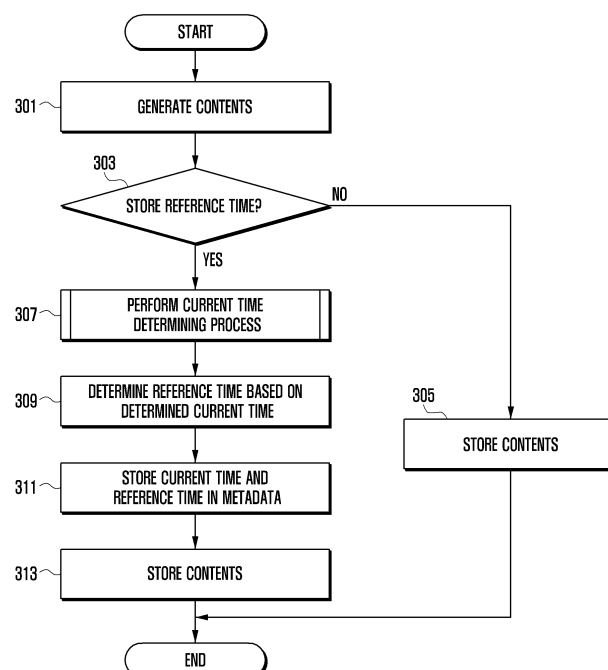 START
301
GENERATE CONTENTS
303
STORE REFERENCE TIME?
NO
YES
307
PERFORM CURRENT TIME
DETERMINING PROCESS
309
DETERMINE REFERENCE TIME BASED ON
DETERMINED CURRENT TIME
305
STORE CONTENTS
311
STORE CURRENT TIME AND
REFERENCE TIME IN METADATA
313
STORE CONTENTS
END